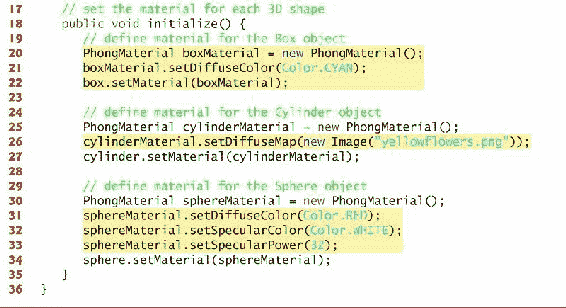 17 // set the material for each 3D shape
18 public void initialize() {
19 // define material for the Box object
20 PhongMaterial boxMaterial = new PhongMaterial();
21 boxMaterial.setDiffuseColor(Color.CYAN);
22 box.setMaterial(boxMaterial);
23
24 // define material for the Cylinder object
25 PhongMaterial cylinderMaterial = new PhongMaterial();
26 cylinderMaterial.setDiffuseMap(new Image("yellowflowers.png"));
27 cylinder.setMaterial(cylinderMaterial);
28
29 // define material for the Sphere object
30 PhongMaterial sphereMaterial = new PhongMaterial();
31 sphereMaterial.setDiffuseColor(Color.RED);
32 sphereMaterial.setSpecularColor(Color.WHITE);
33 sphereMaterial.setSpecularPower(32);
34 sphere.setMaterial(sphereMaterial);
35 }
36 }